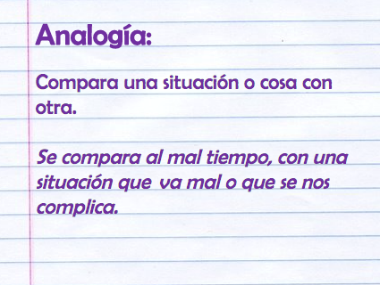 Analogía:
Compara una situación o cosa con
otra.
Se compara al mal tiempo, con una
situación que va mal o que se nos
complica.